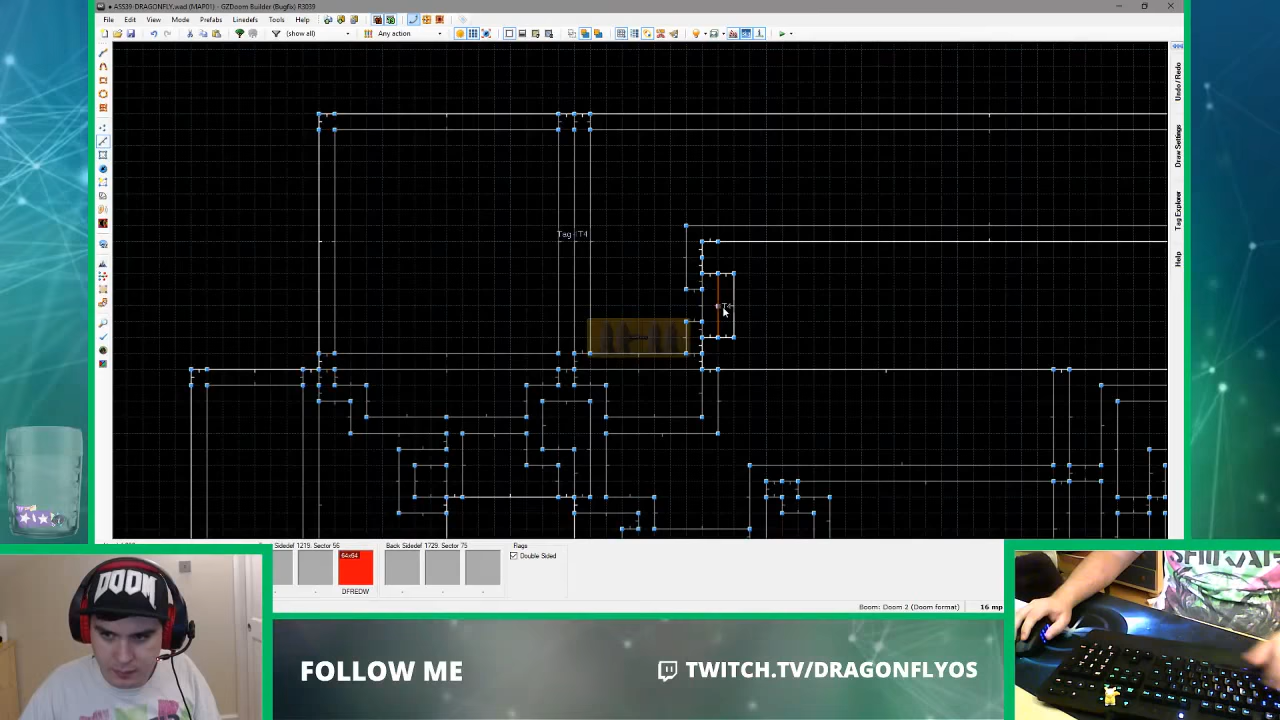 ASS39-DRAGONFLY.wad (MAP01) - GZDoom Builder (Bugfix) R3039
File Edit View Mode Prefabs Linedefs Tools Help
(show all) Any action
Undo / Redo
Draw Settings
Tag Explorer
Help
Sidedef 1219. Sector 56 Back Sidedef 1729. Sector 75 Flags
64x64
Double Sided
- - DFREDW - - -
Boom: Doom 2 (Doom format) 16 mp
DOOM
FOLLOW ME
TWITCH.TV/DRAGONFLYOS